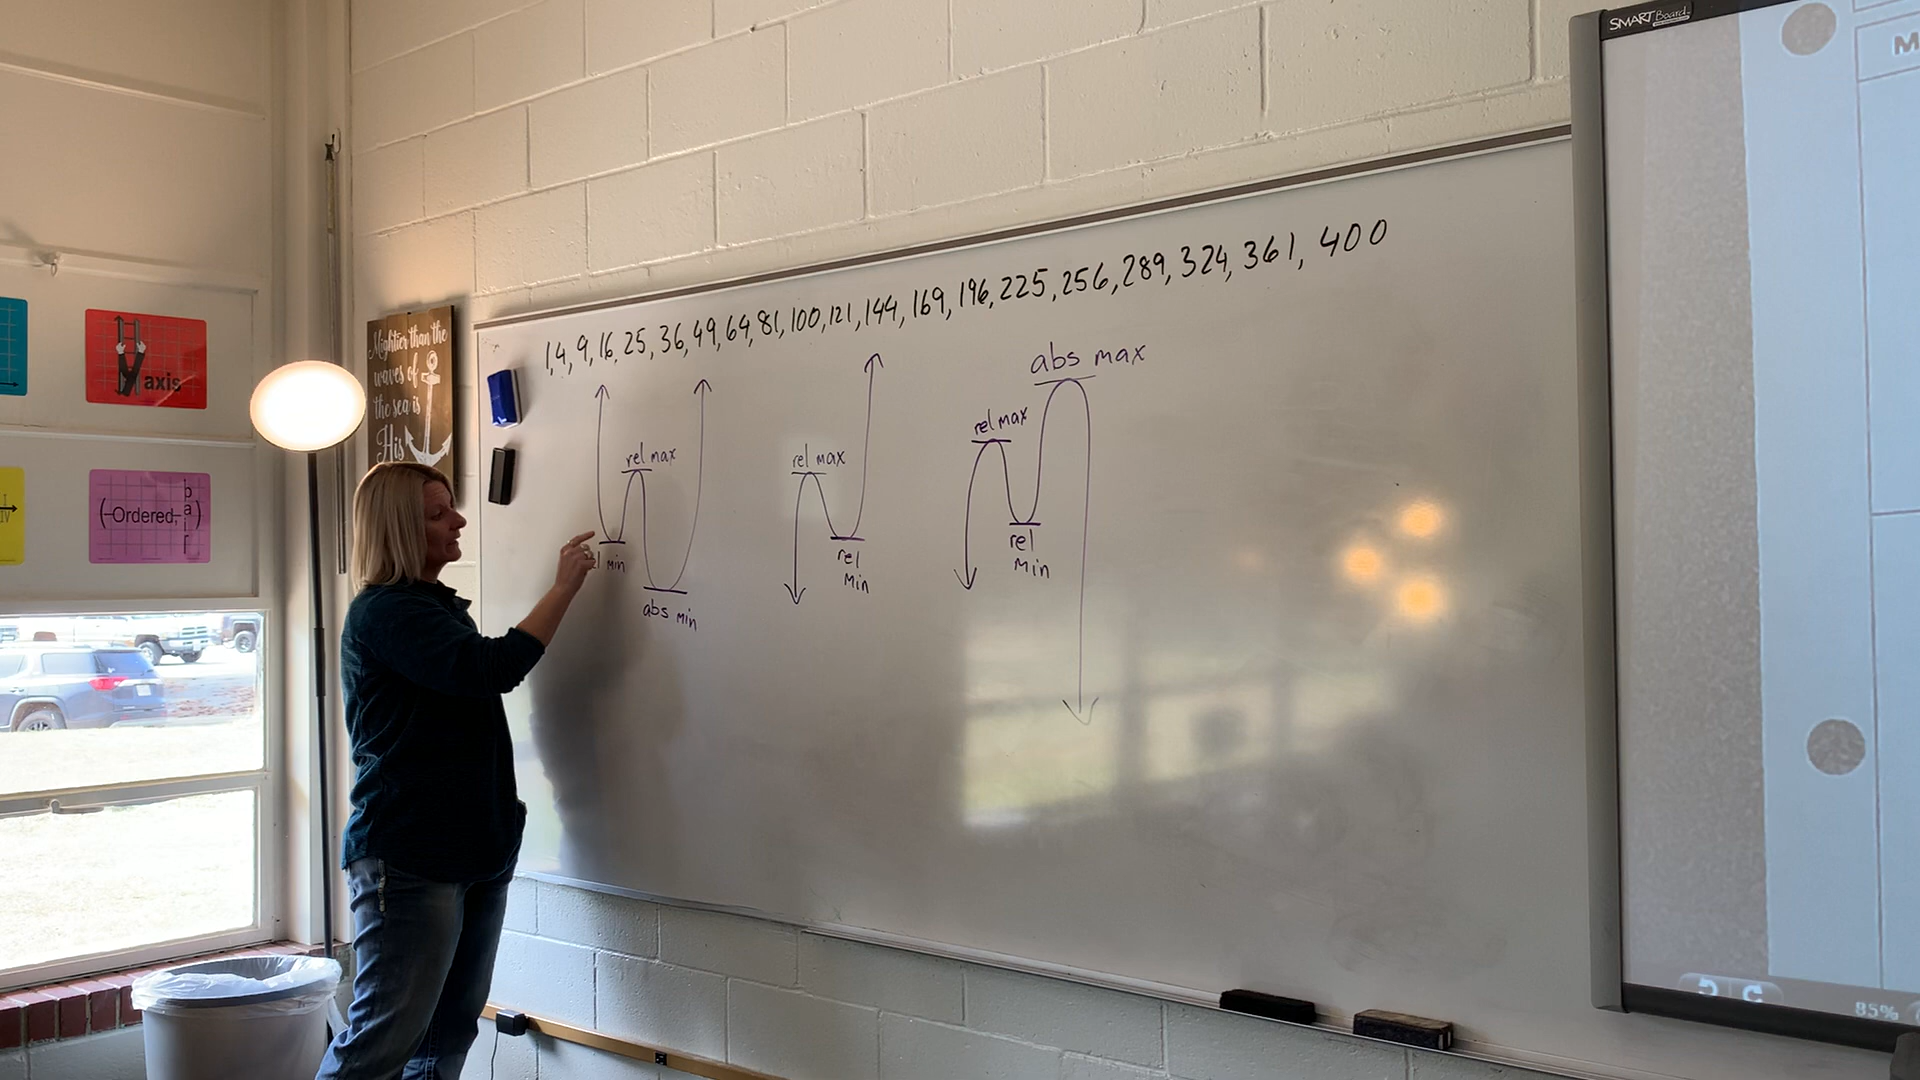 SMART Board
M
1, 4, 9, 16, 25, 36, 49, 64, 81, 100, 121, 144, 169, 196, 225, 256, 289, 324, 361, 400
Y axis
Mightier than the
waves of
the sea is
His
abs max
rel max
rel max
rel max
(Ordered, pair)
IV
min
rel
min
rel
min
abs min
85%